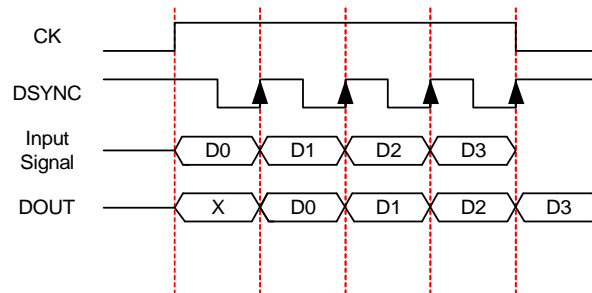 CK
DSYNC
Input
Signal
D0 D1 D2 D3
DOUT
X D0 D1 D2 D3